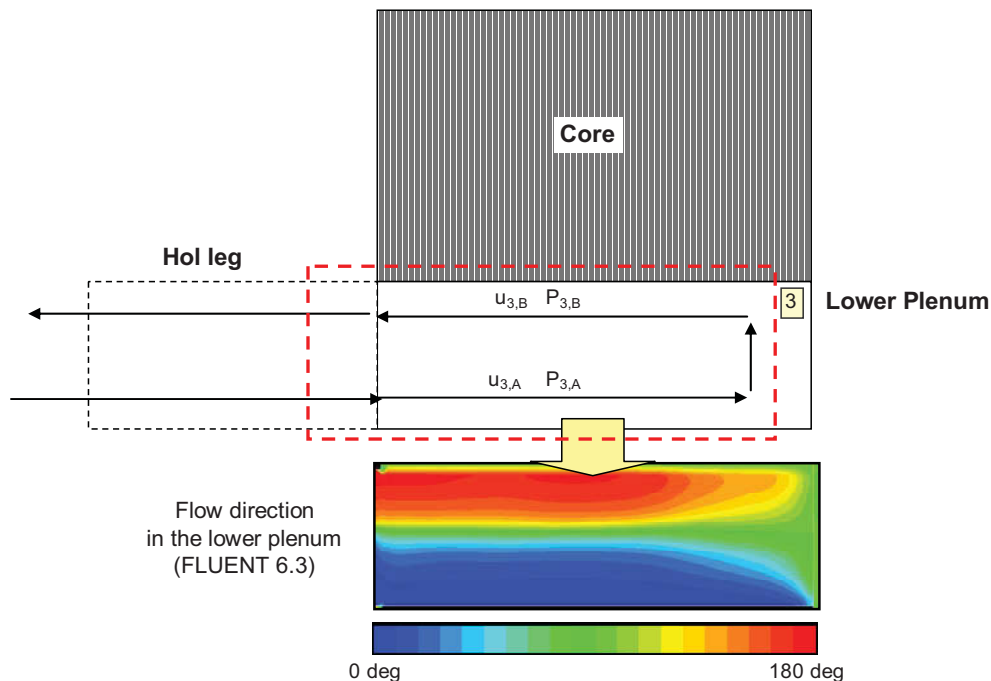 Core
Hol leg
u3,B P3,B
3
Lower Plenum
u3,A P3,A
Flow direction
in the lower plenum
(FLUENT 6.3)
0 deg
180 deg